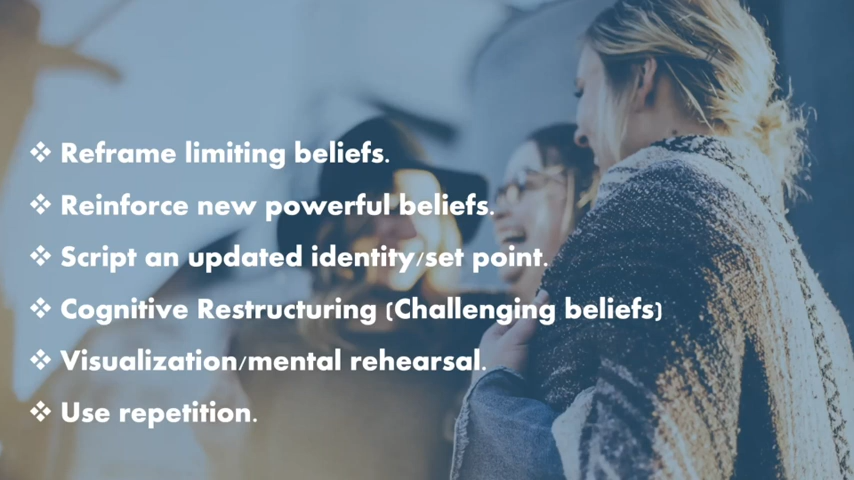 ❖ Reframe limiting beliefs.
❖ Reinforce new powerful beliefs.
❖ Script an updated identity/set point.
❖ Cognitive Restructuring (Challenging beliefs)
❖ Visualization/mental rehearsal.
❖ Use repetition.